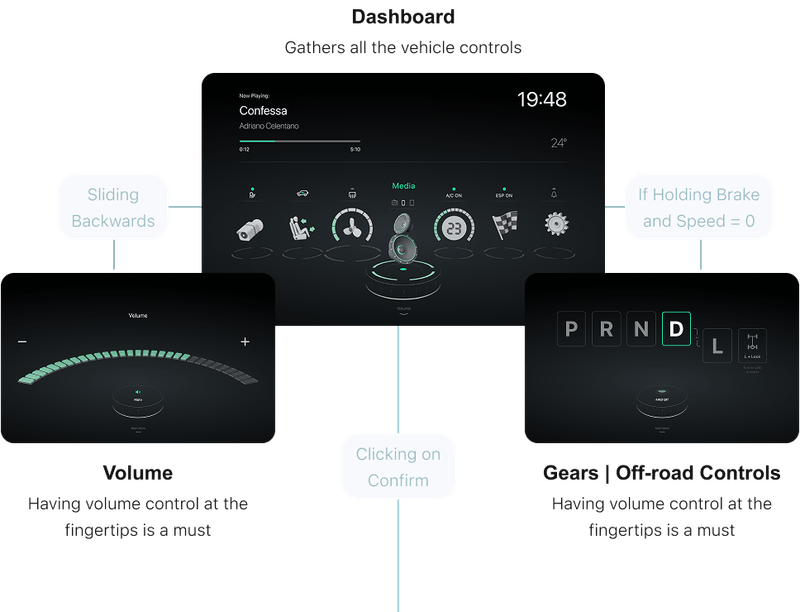 Dashboard
Gathers all the vehicle controls
Now Playing:
Confessa
Adriano Celentano
0:12
5:10
19:48
24°
Sliding
Backwards
If Holding Brake
and Speed = 0
Media
A/C ON
ESP ON
23
Volume
Volume
−
+
P
R
N
D
L
L + Lock
Clicking on
Confirm
Volume
Having volume control at the
fingertips is a must
Gears | Off-road Controls
Having volume control at the
fingertips is a must